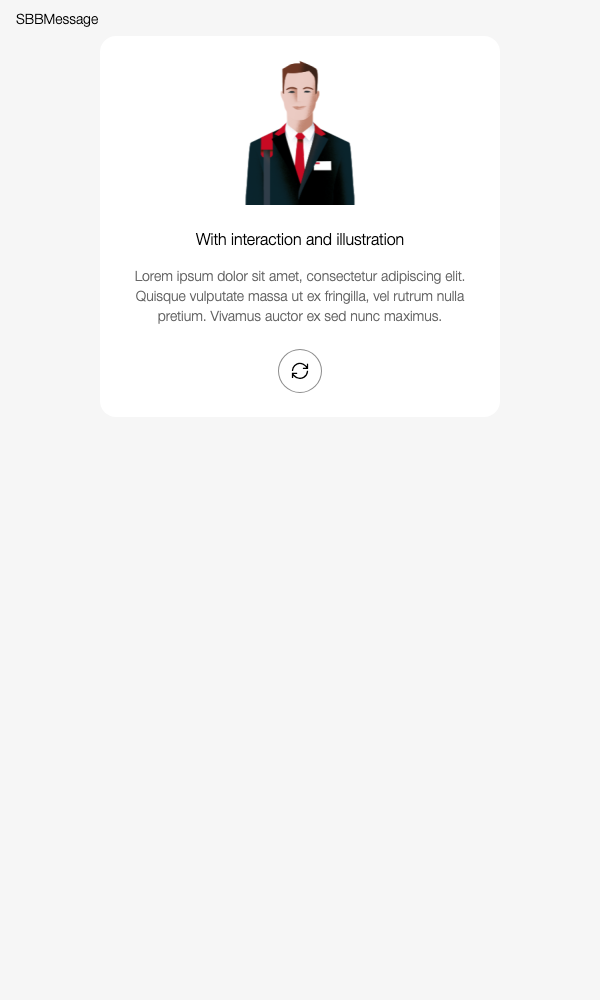 SBBMessage
With interaction and illustration
Lorem ipsum dolor sit amet, consectetur adipiscing elit.
Quisque vulputate massa ut ex fringilla, vel rutrum nulla
pretium. Vivamus auctor ex sed nunc maximus.